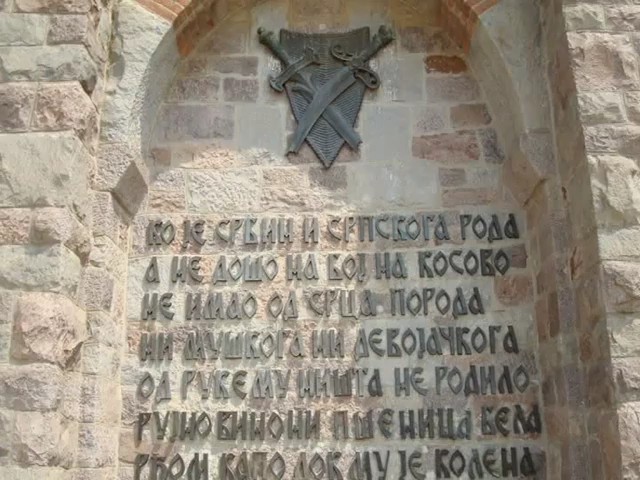 КО ЈЕ СРБИН И СРПСКОГА РОДА
А НЕ ДОШО НА БОЈ НА КОСОВО
НЕ ИМАО ОД СРЦА ПОРОДА
НИ МУШКОГА НИ ДЕВОЈАЧКОГА
ОД РУКЕ МУ НИШТА НЕ РОДИЛО
РУЈНО ВИНО НИ ПШЕНИЦА БЕЛА
РЂОМ КАПО ДОК МУ ЈЕ КОЛЕНА